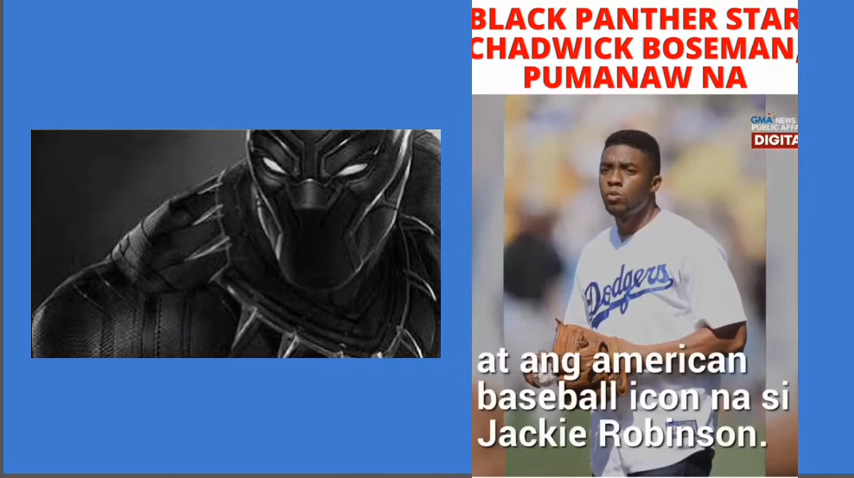 BLACK PANTHER STAR
CHADWICK BOSEMAN,
PUMANAW NA
GMA NEWS
PUBLIC AFFA
DIGITA
Dodgers
at ang american
baseball icon na si
Jackie Robinson.